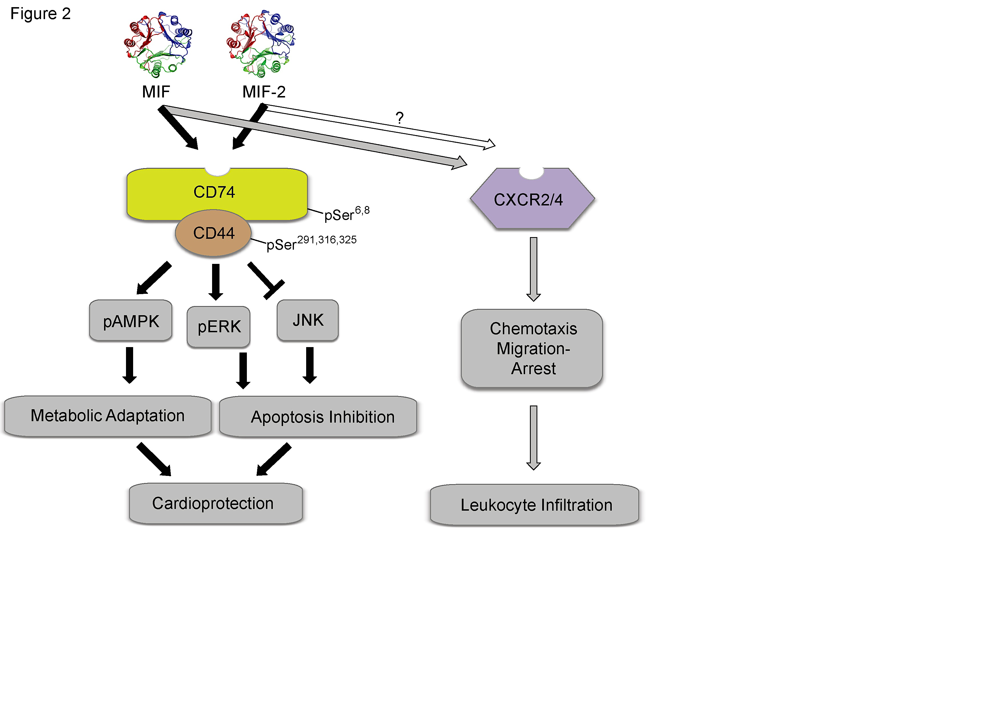 Figure 2
MIF
MIF-2
?
CD74
CXCR2/4
pSer6,8
CD44
pSer291,316,325
pAMPK
pERK
JNK
Chemotaxis
Migration-
Arrest
Metabolic Adaptation
Apoptosis Inhibition
Cardioprotection
Leukocyte Infiltration